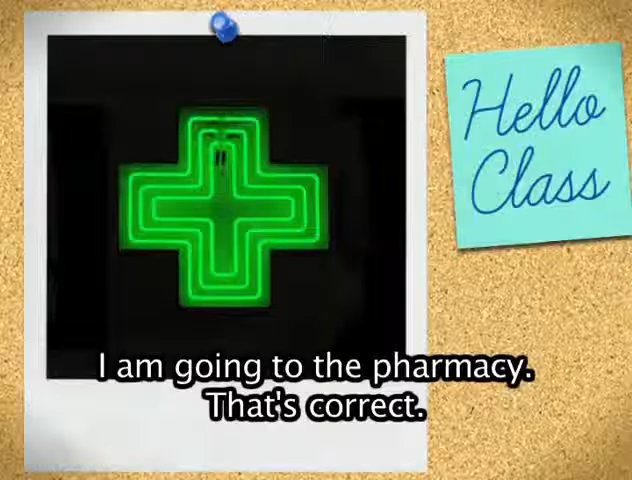 Hello
Class
I am going to the pharmacy.
That's correct.